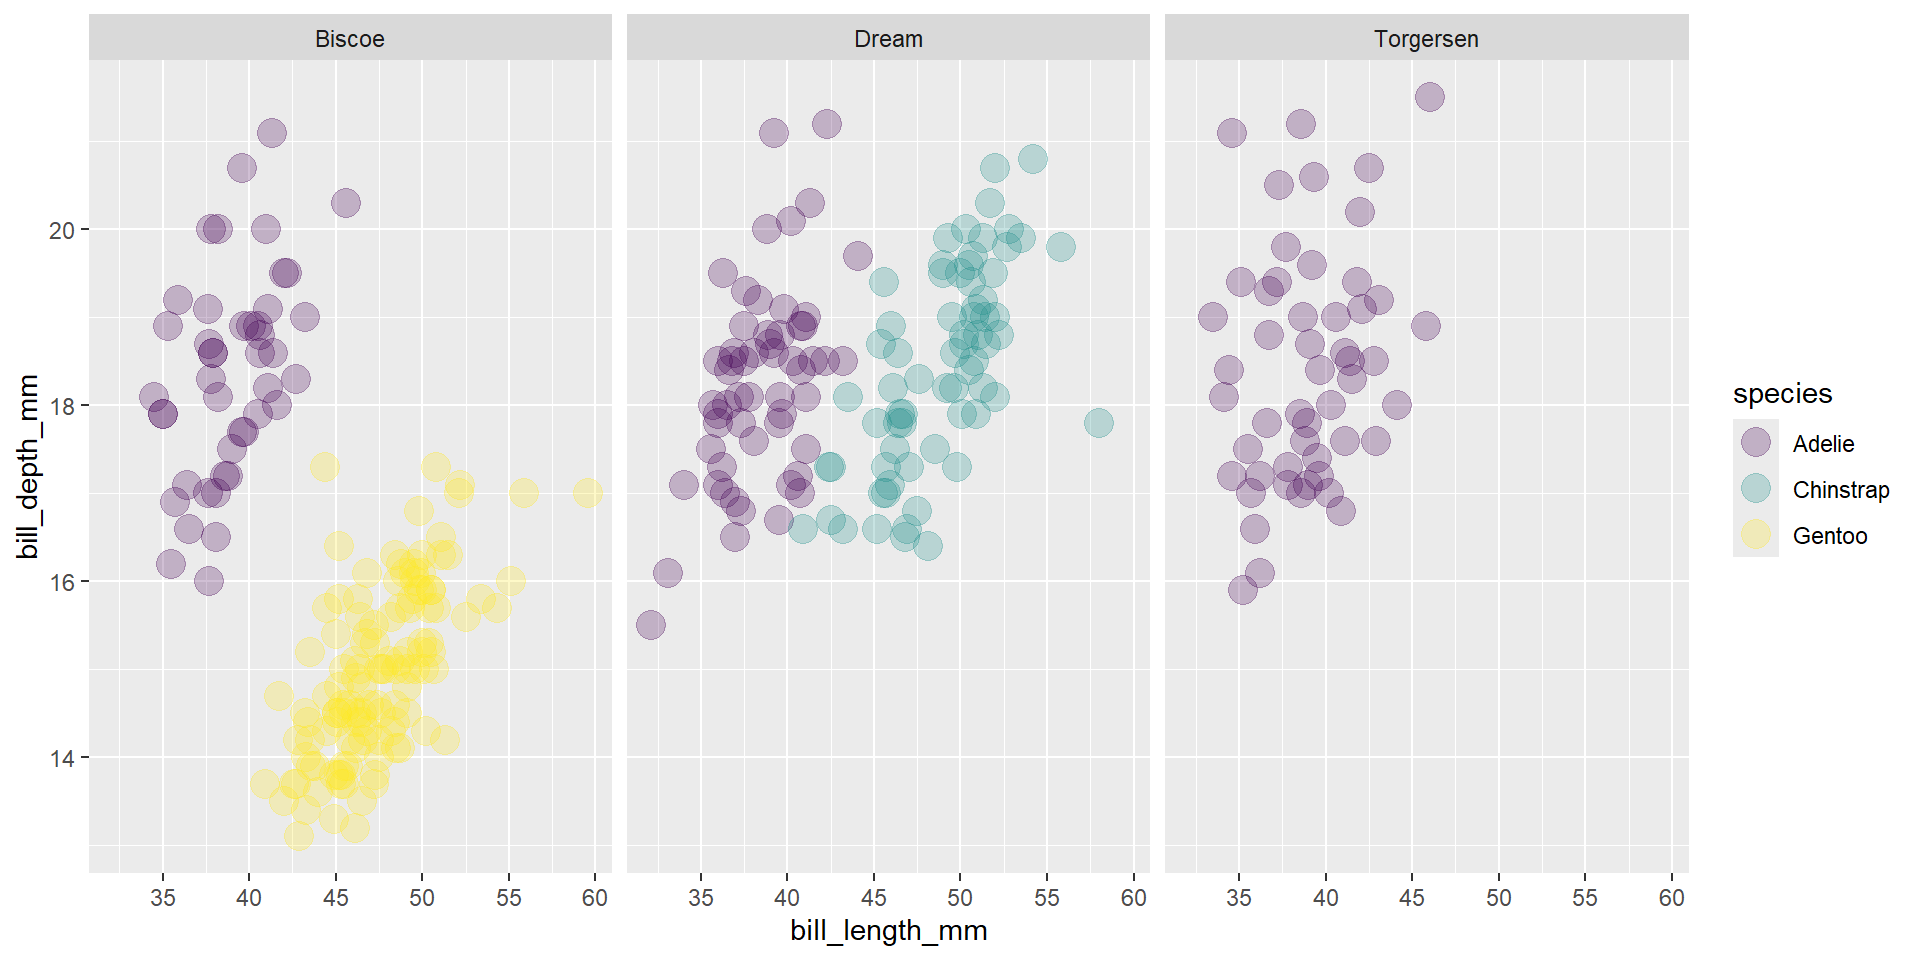 Biscoe
Dream
Torgersen
bill_depth_mm
20
18
16
14
35 40 45 50 55 60
35 40 45 50 55 60
35 40 45 50 55 60
bill_length_mm
species
Adelie
Chinstrap
Gentoo